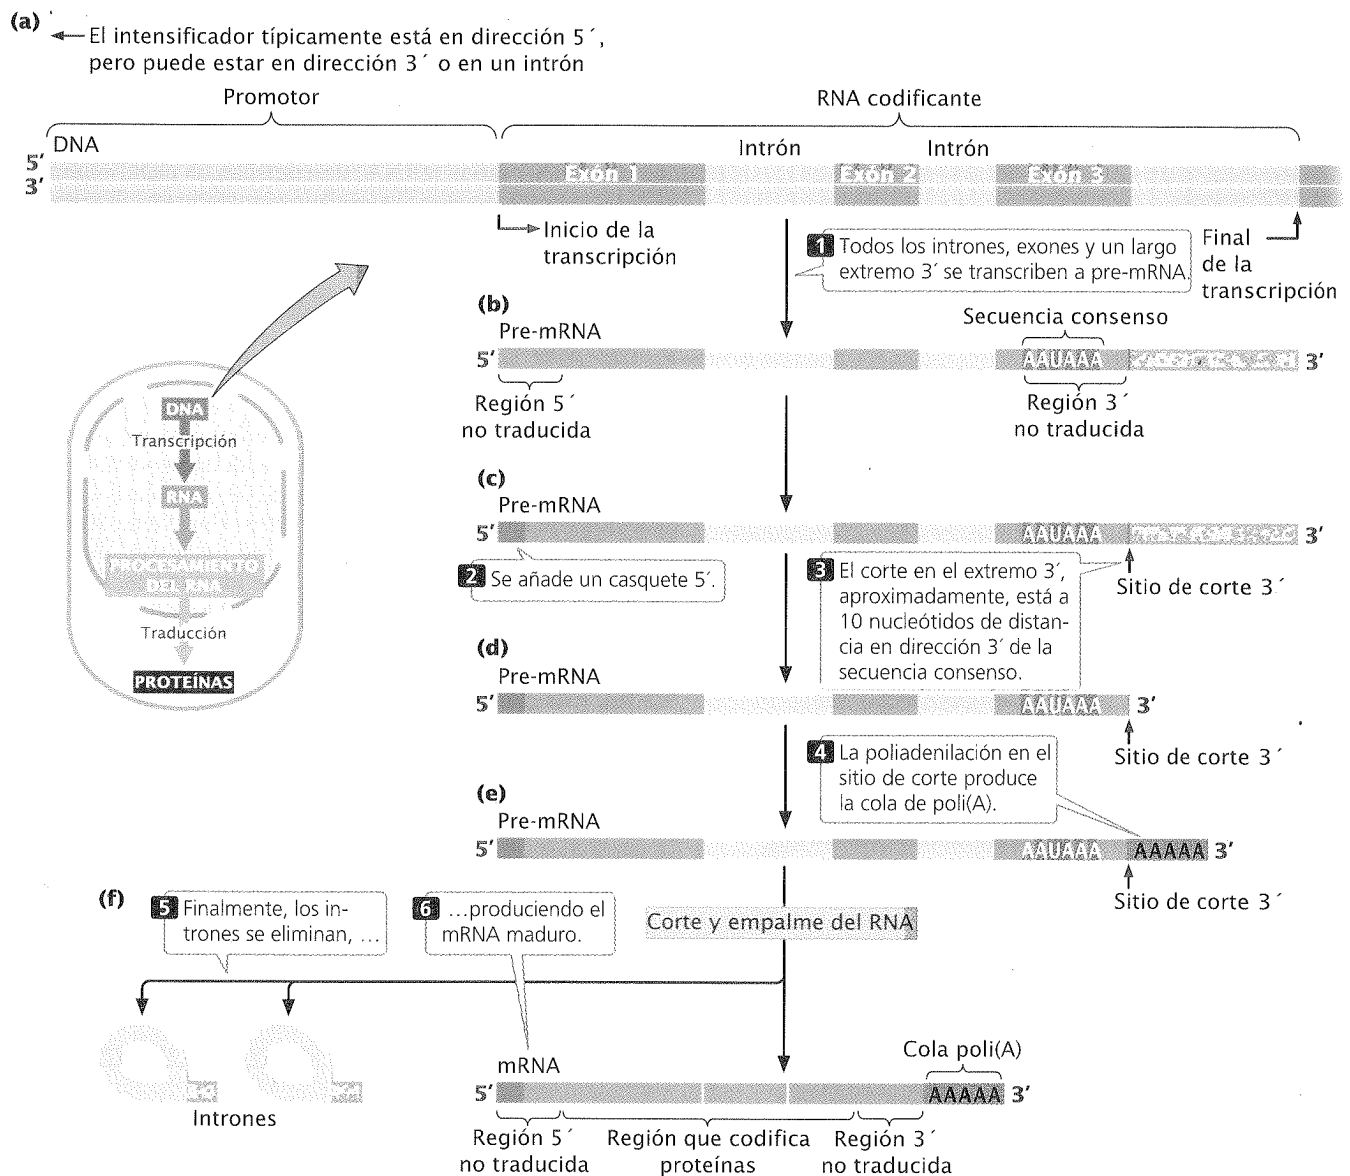 (a)
El intensificador típicamente está en dirección 5´,
pero puede estar en dirección 3´ o en un intrón
Promotor
RNA codificante
DNA
Intrón
Intrón
5′
3′
Exón 1
Exón 2
Exón 3
Inicio de la
transcripción
1 Todos los intrones, exones y un largo
extremo 3′ se transcriben a pre-mRNA.
Final
de la
transcripción
(b)
Secuencia consenso
Pre-mRNA
5′
AAUAAA
3′
Región 5´
no traducida
Región 3´
no traducida
DNA
Transcripción
RNA
PROCESAMIENTO
DEL RNA
Traducción
PROTEÍNAS
(c)
Pre-mRNA
5′
AAUAAA
3′
2 Se añade un casquete 5′.
3 El corte en el extremo 3′,
aproximadamente, está a
10 nucleótidos de distan-
cia en dirección 3′ de la
secuencia consenso.
Sitio de corte 3´
(d)
Pre-mRNA
5′
AAUAAA
3′
Sitio de corte 3´
4 La poliadenilación en el
sitio de corte produce
la cola de poli(A).
(e)
Pre-mRNA
5′
AAUAAA
AAAAA
3′
Sitio de corte 3´
(f)
5 Finalmente, los in-
trones se eliminan, ...
6 ...produciendo el
mRNA maduro.
Corte y empalme del RNA
Intrones
mRNA
Cola poli(A)
5′
AAAAA
3′
Región 5´
no traducida
Región que codifica
proteínas
Región 3´
no traducida